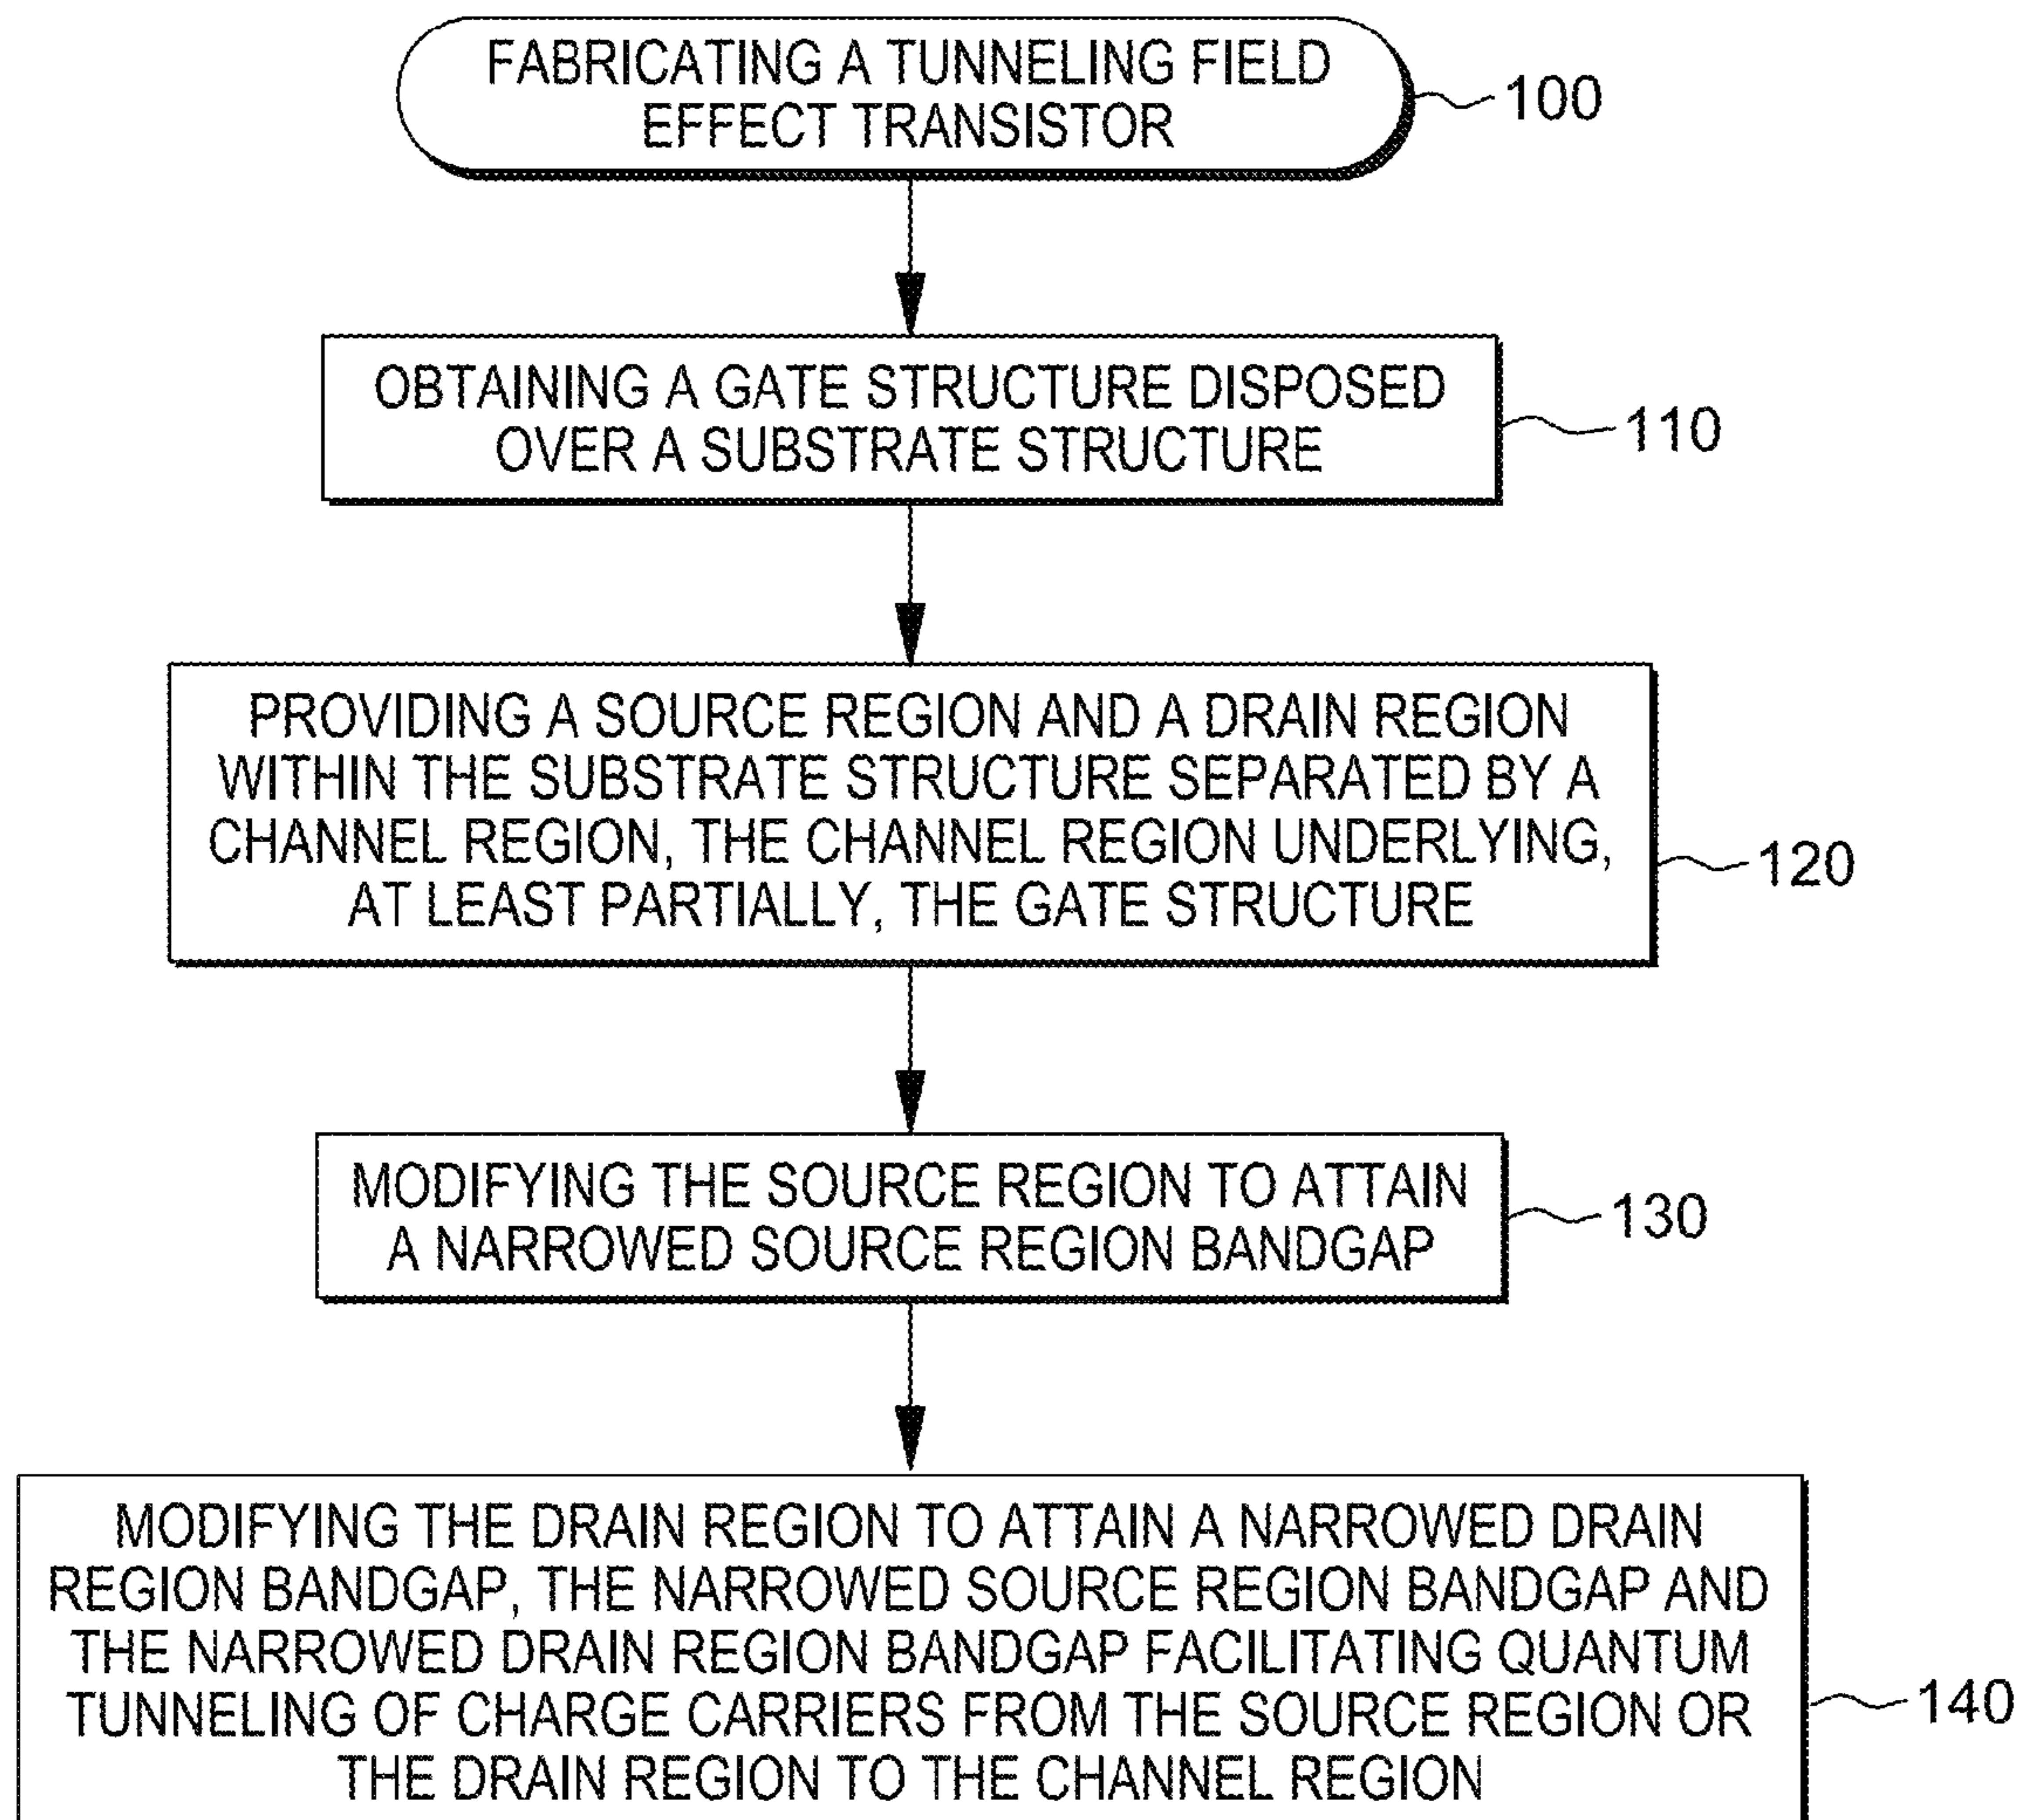 FABRICATING A TUNNELING FIELD
EFFECT TRANSISTOR
100
OBTAINING A GATE STRUCTURE DISPOSED
OVER A SUBSTRATE STRUCTURE
110
PROVIDING A SOURCE REGION AND A DRAIN REGION
WITHIN THE SUBSTRATE STRUCTURE SEPARATED BY A
CHANNEL REGION, THE CHANNEL REGION UNDERLYING,
AT LEAST PARTIALLY, THE GATE STRUCTURE
120
MODIFYING THE SOURCE REGION TO ATTAIN
A NARROWED SOURCE REGION BANDGAP
130
MODIFYING THE DRAIN REGION TO ATTAIN A NARROWED DRAIN
REGION BANDGAP, THE NARROWED SOURCE REGION BANDGAP AND
THE NARROWED DRAIN REGION BANDGAP FACILITATING QUANTUM
TUNNELING OF CHARGE CARRIERS FROM THE SOURCE REGION OR
THE DRAIN REGION TO THE CHANNEL REGION
140